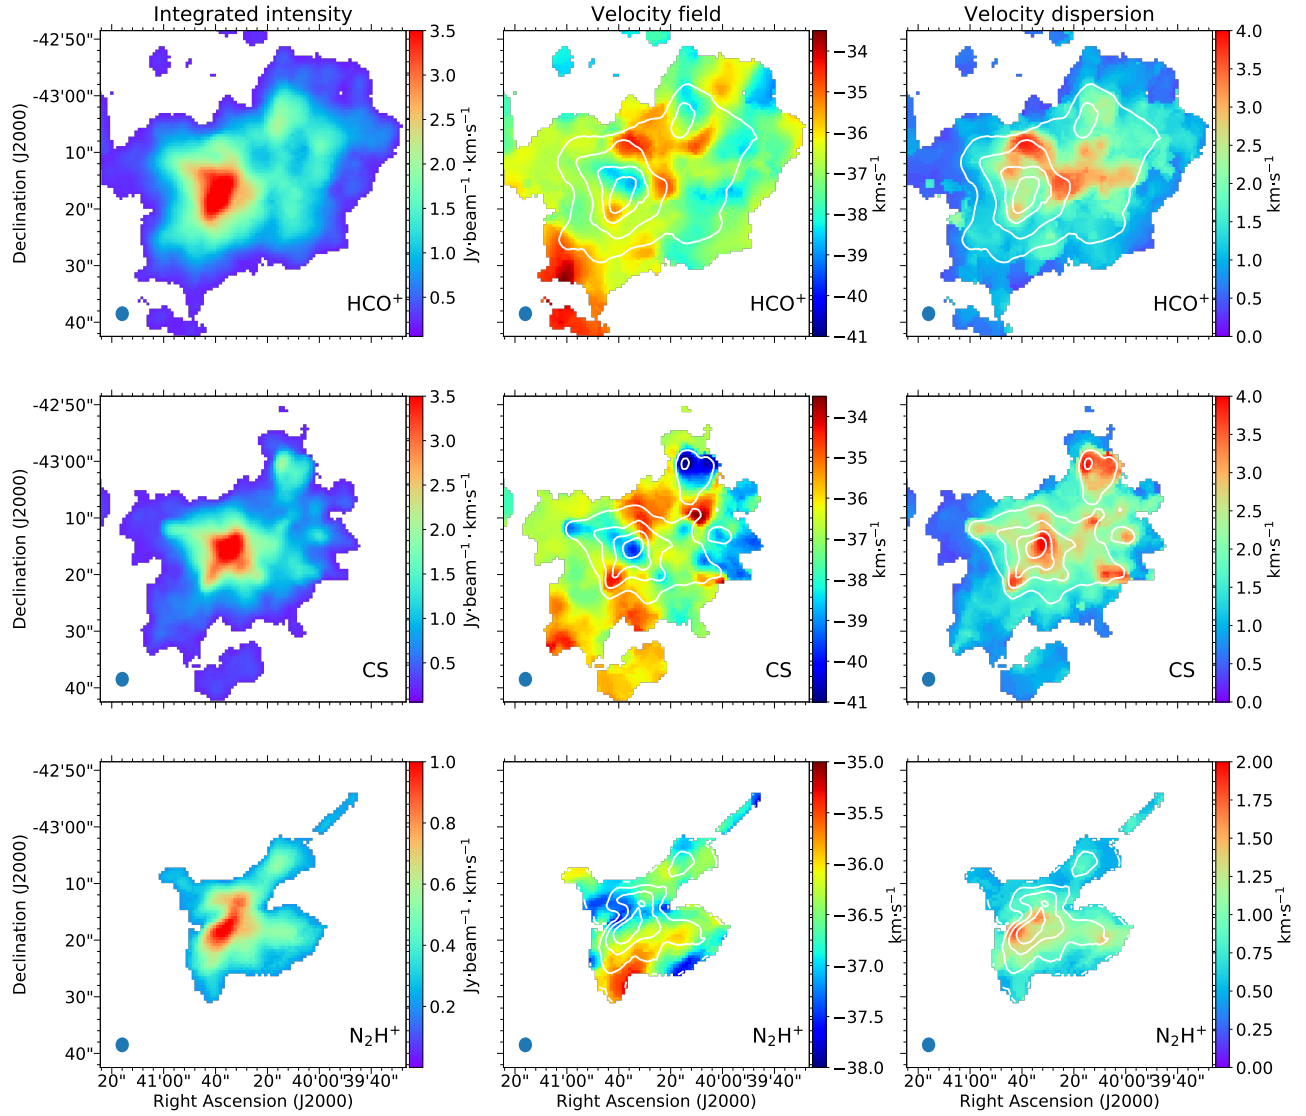 Integrated intensity Velocity field Velocity dispersion
-42'50" 3.5 −34 4.0
3.0 3.5
-43'00" −35
2.5 3.0
−36
10" 2.0 −37 2.5
2.0
20" 1.5 −38 1.5
1.0 −39 1.0
30" −40
0.5 0.5
40" −41 0.0
Declination (J2000) Jy·beam⁻¹·km·s⁻¹ km·s⁻¹ km·s⁻¹
HCO⁺ HCO⁺ HCO⁺
-42'50" 3.5 −34 4.0
3.0 3.5
-43'00" −35
2.5 3.0
−36
10" 2.0 −37 2.5
2.0
20" 1.5 −38 1.5
1.0 −39 1.0
30" −40
0.5 0.5
40" −41 0.0
Declination (J2000) Jy·beam⁻¹·km·s⁻¹ km·s⁻¹ km·s⁻¹
CS CS CS
-42'50" 1.0 −35.0 2.00
−35.5 1.75
-43'00" 0.8 1.50
−36.0
10" 0.6 1.25
−36.5 1.00
20" 0.4 −37.0 0.75
30" 0.50
0.2 −37.5 0.25
40" −38.0 0.00
Declination (J2000) Jy·beam⁻¹·km·s⁻¹ km·s⁻¹ km·s⁻¹
N₂H⁺ N₂H⁺ N₂H⁺
20" 41'00" 40" 20" 40'00" 39'40" 20" 41'00" 40" 20" 40'00" 39'40" 20" 41'00" 40" 20" 40'00" 39'40"
Right Ascension (J2000) Right Ascension (J2000) Right Ascension (J2000)